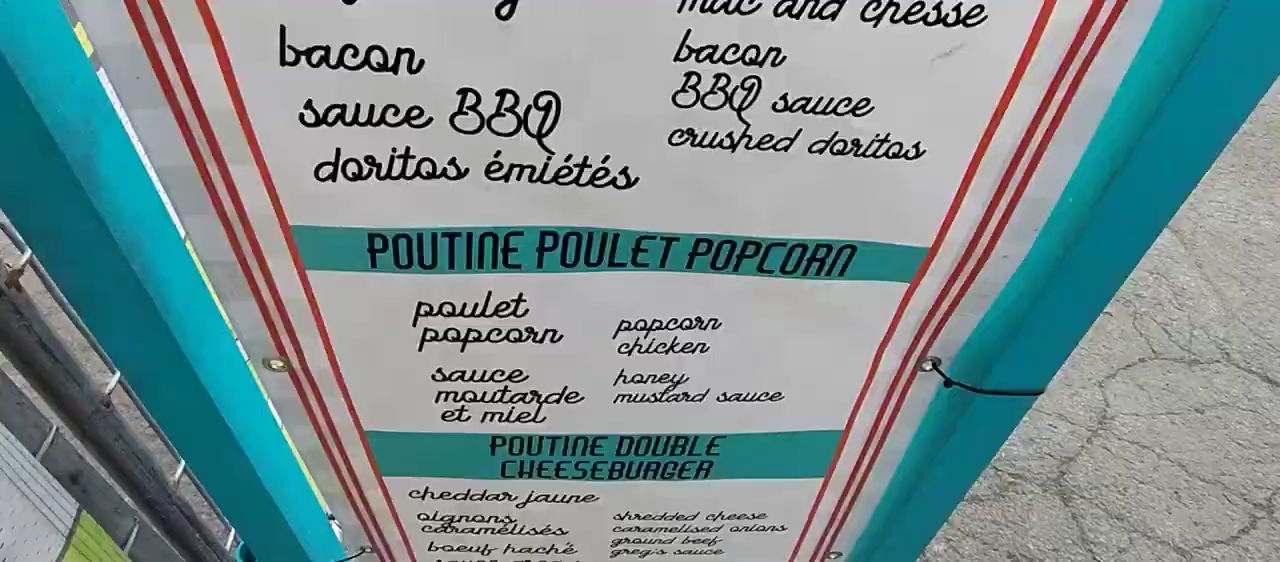 mac and chesse
bacon
sauce BBQ
doritos émiétés
bacon
BBQ sauce
crushed doritos
POUTINE POULET POPCORN
poulet
popcorn
sauce
moutarde
et miel
popcorn
chicken
honey
mustard sauce
POUTINE DOUBLE
CHEESEBURGER
cheddar jaune
oignons
caramélisés
boeuf haché
shredded cheese
caramelised onions
ground beef
greg's sauce